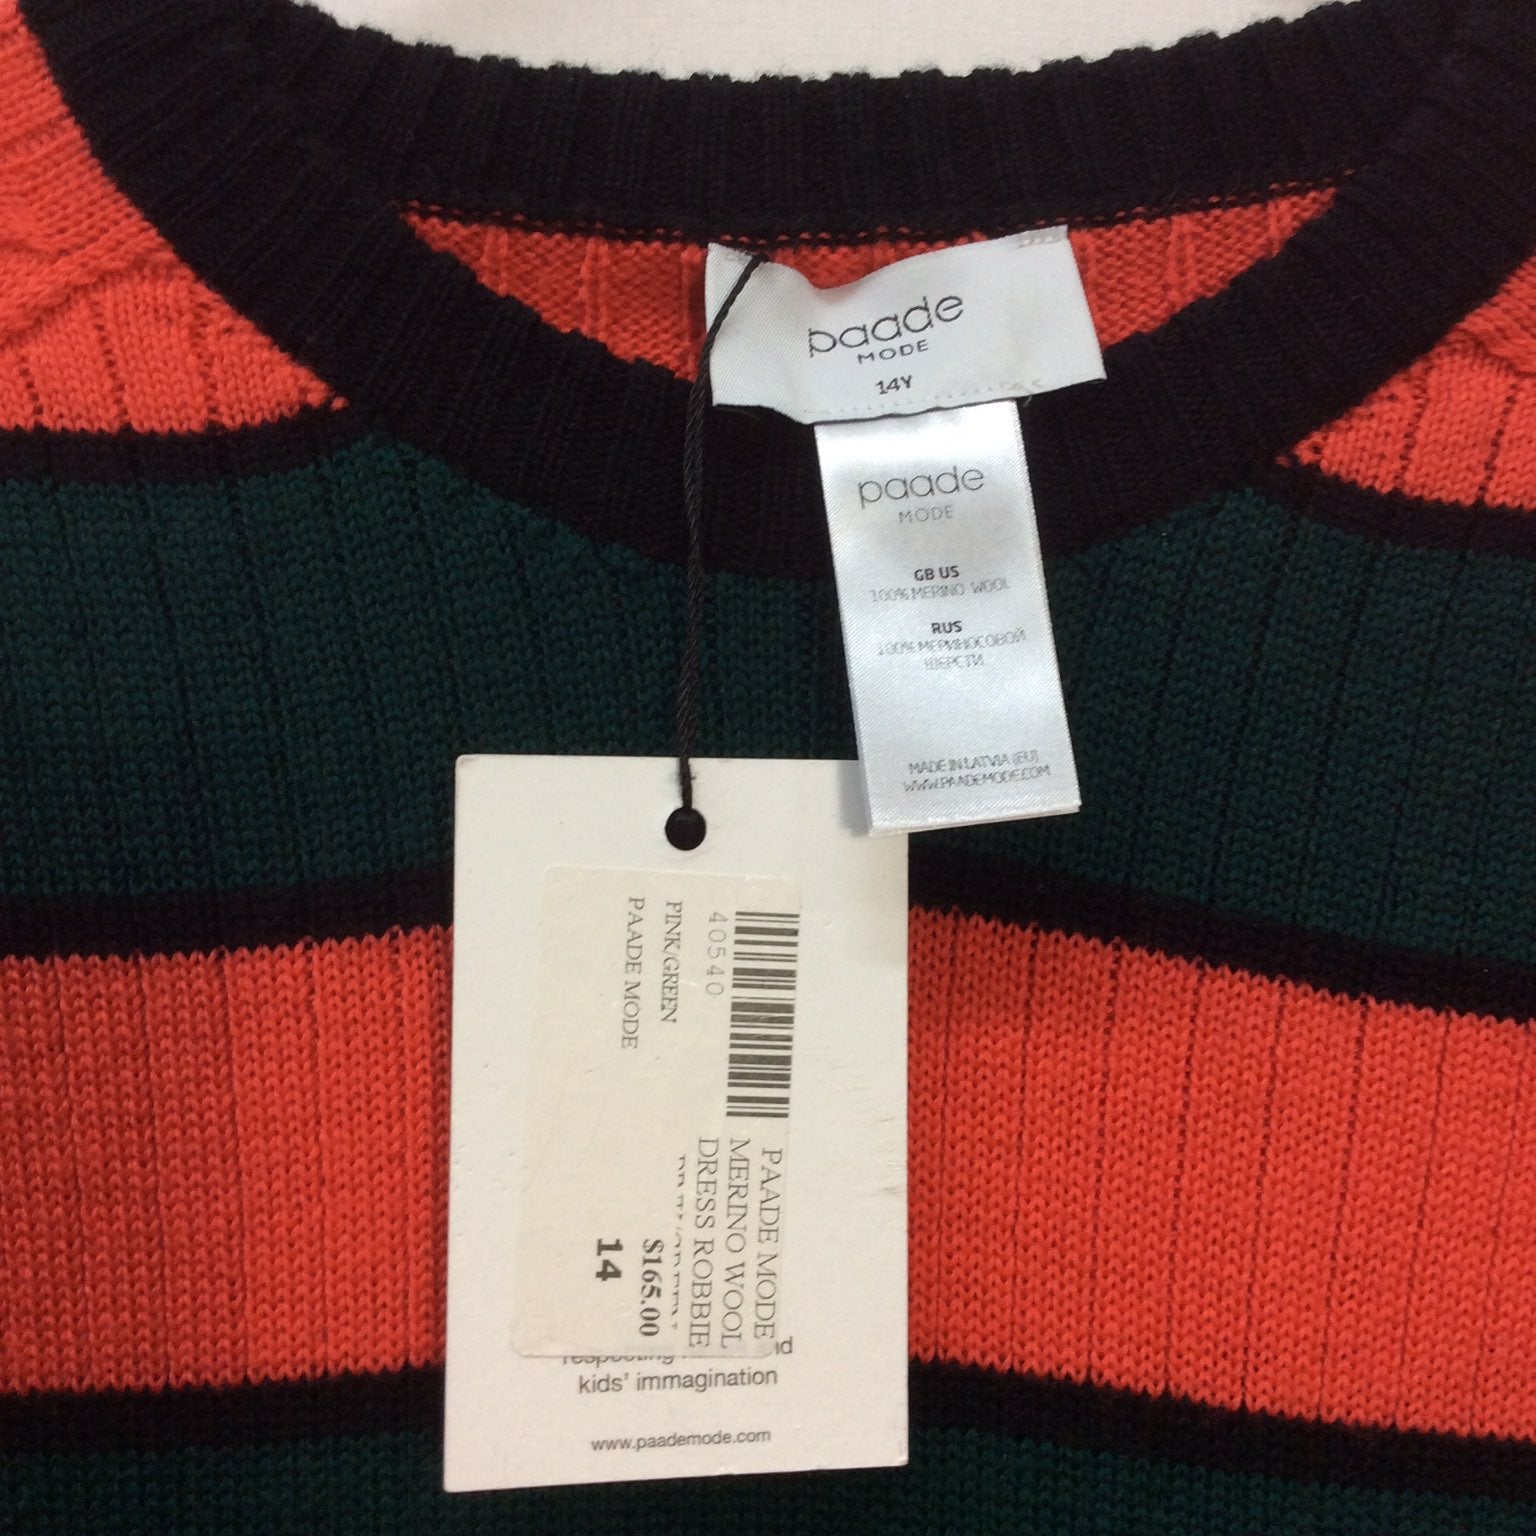 paade
MODE
14Y
paade
MODE
GB US
100% MERINO WOOL
RUS
100% МЕРИНОСОВОЙ
ШЕРСТИ
MADE IN LATVIA (EU)
WWW.PAADEMODE.COM
40540
PINK/GREEN
PAADE MODE
PAADE MODE
MERINO WOOL
DRESS ROBBIE
$165.00
14
respecting
kids' immagination
www.paademode.com